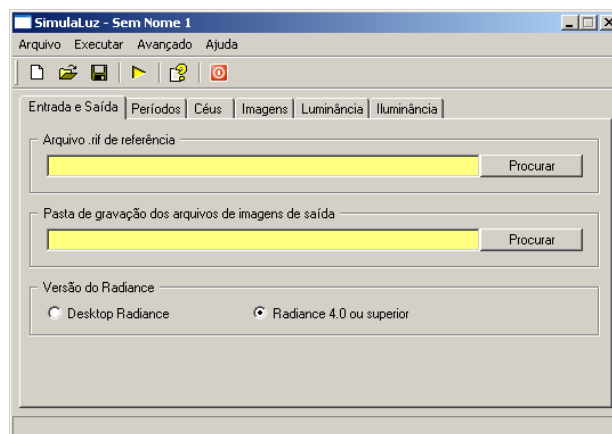 SimulaLuz - Sem Nome 1
Arquivo Executar Avançado Ajuda
Entrada e Saída Períodos Céus Imagens Luminância Iluminância
Arquivo .rif de referência
Procurar
Pasta de gravação dos arquivos de imagens de saída
Procurar
Versão do Radiance
Desktop Radiance Radiance 4.0 ou superior